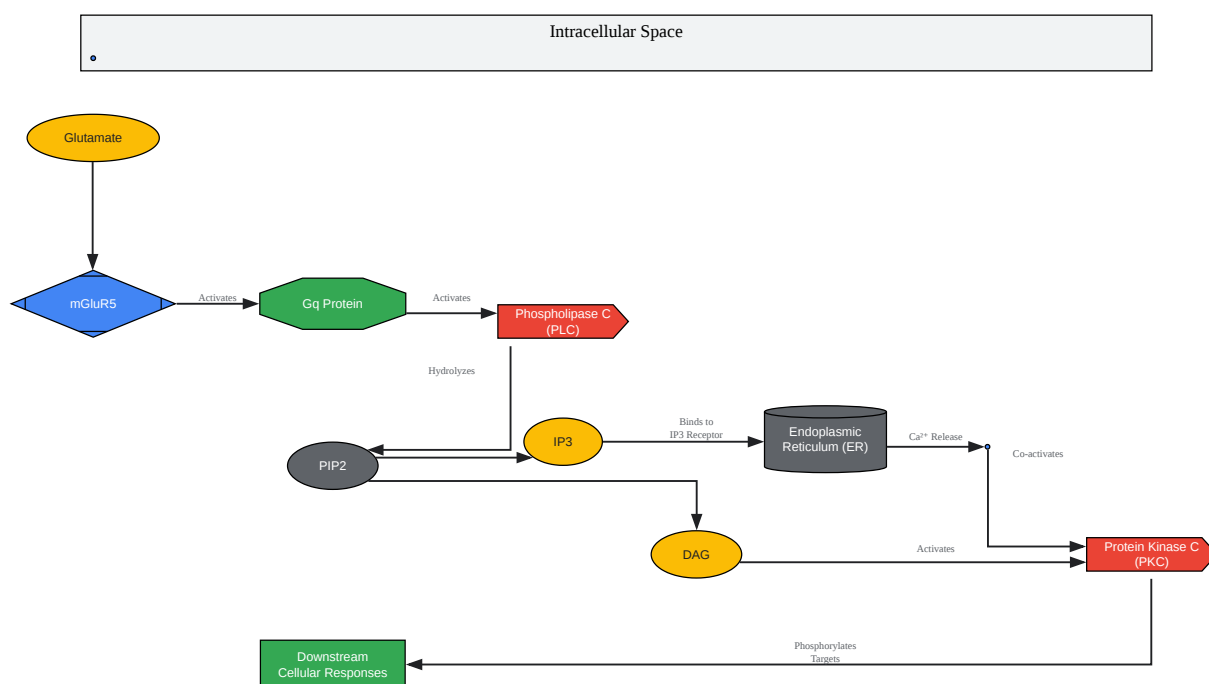 Intracellular Space
Glutamate
mGluR5
Activates
Gq Protein
Activates
Phospholipase C
(PLC)
Hydrolyzes
PIP2
IP3
Binds to
IP3 Receptor
Endoplasmic
Reticulum (ER)
Ca²⁺ Release
Co-activates
DAG
Activates
Protein Kinase C
(PKC)
Phosphorylates
Targets
Downstream
Cellular Responses